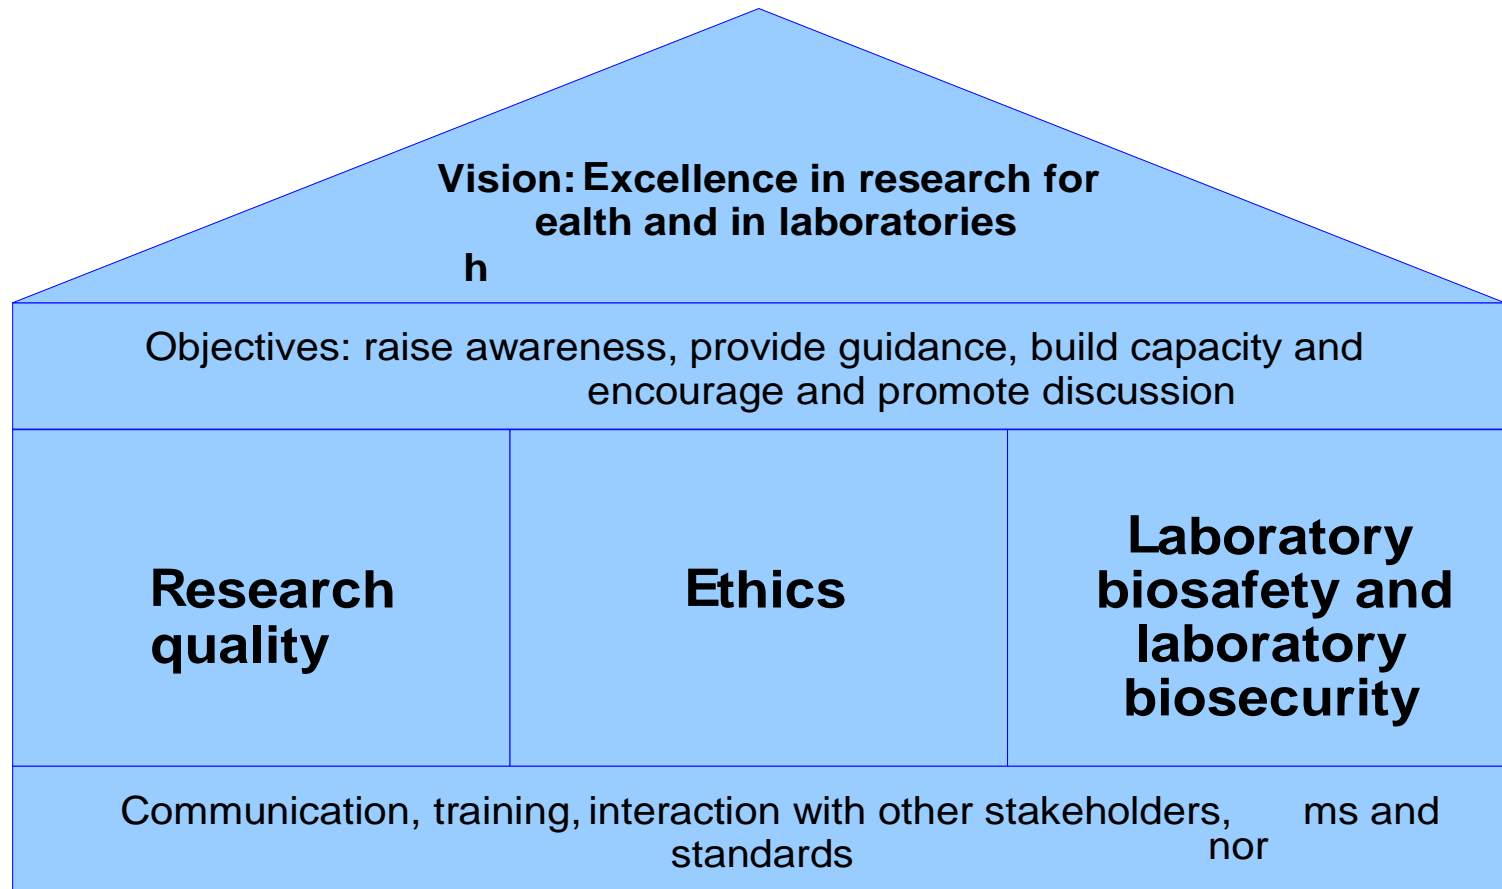 Vision: Excellence in research for
ealth and in laboratories
h
Objectives: raise awareness, provide guidance, build capacity and
encourage and promote discussion
Research
quality
Ethics
Laboratory
biosafety and
laboratory
biosecurity
Communication, training, interaction with other stakeholders, ms and
nor
standards